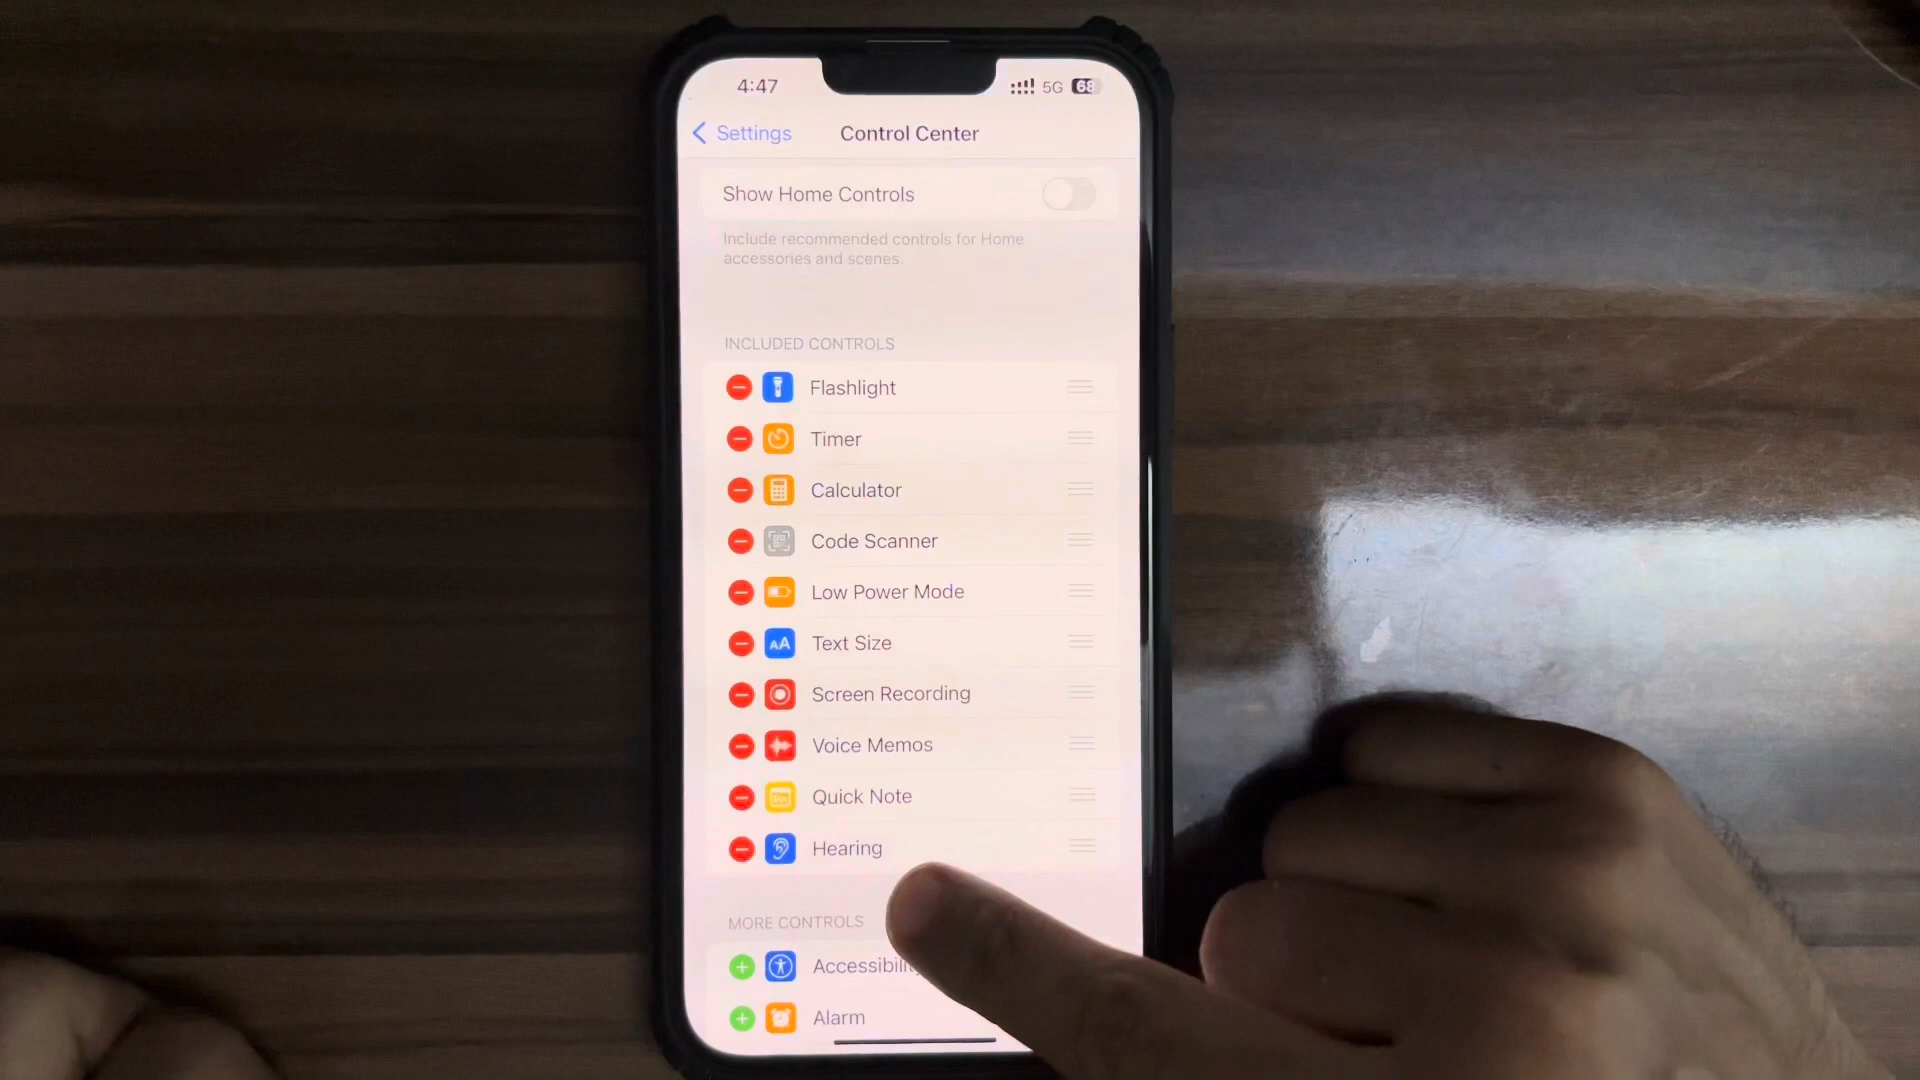 4:47
5G 68
Settings
Control Center
Show Home Controls
Include recommended controls for Home
accessories and scenes.
INCLUDED CONTROLS
Flashlight
Timer
Calculator
Code Scanner
Low Power Mode
AA Text Size
Screen Recording
Voice Memos
Quick Note
Hearing
MORE CONTROLS
Accessibility
Alarm